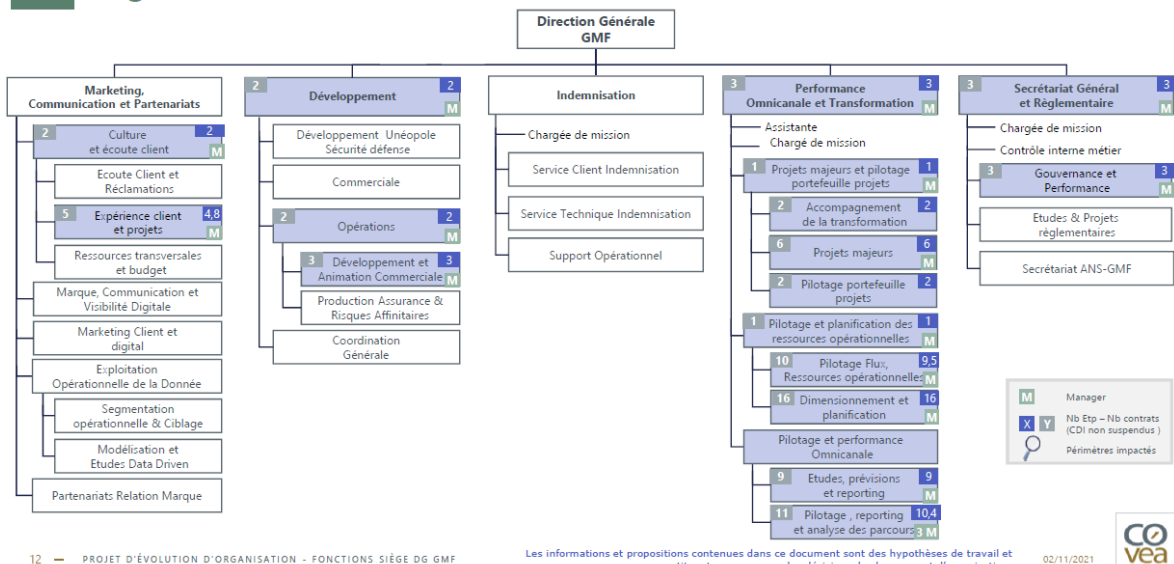 Direction Générale
GMF
Marketing,
Communication et Partenariats
2
Culture
et écoute client
2
M
Ecoute Client et
Réclamations
5
Expérience client
et projets
4,8
M
Ressources transversales
et budget
Marque, Communication et
Visibilité Digitale
Marketing Client et
digital
Exploitation
Opérationnelle de la Donnée
Segmentation
opérationnelle & Ciblage
Modélisation et
Etudes Data Driven
Partenariats Relation Marque
2
Développement
2
M
Développement Unéopole
Sécurité défense
Commerciale
2
Opérations
2
M
3
Développement et
Animation Commerciale
3
M
Production Assurance &
Risques Affinitaires
Coordination
Générale
Indemnisation
Chargée de mission
Service Client Indemnisation
Service Technique Indemnisation
Support Opérationnel
3
Performance
Omnicanale et Transformation
3
M
Assistante
Chargé de mission
1
Projets majeurs et pilotage
portefeuille projets
1
M
2
Accompagnement
de la transformation
2
6
Projets majeurs
6
M
2
Pilotage portefeuille
projets
2
1
Pilotage et planification des
ressources opérationnelles
1
M
10
Pilotage Flux,
Ressources opérationnelles
9,5
M
16
Dimensionnement et
planification
16
M
Pilotage et performance
Omnicanale
9
Etudes, prévisions
et reporting
9
M
11
Pilotage , reporting
et analyse des parcours
10,4
3 M
3
Secrétariat Général
et Règlementaire
3
M
Chargée de mission
Contrôle interne métier
3
Gouvernance et
Performance
3
M
Etudes & Projets
règlementaires
Secrétariat ANS-GMF
M
Manager
X
Y
Nb Etp – Nb contrats
(CDI non suspendus )
Périmètres impactés
12 — PROJET D'ÉVOLUTION D'ORGANISATION - FONCTIONS SIÈGE DG GMF
Les informations et propositions contenues dans ce document sont des hypothèses de travail et
02/11/2021
covéa